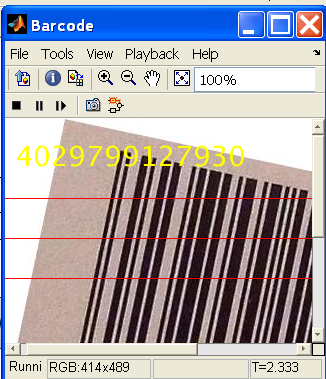 Barcode
File Tools View Playback Help
100%
4029799127930
Runni RGB:414x489 T=2.333